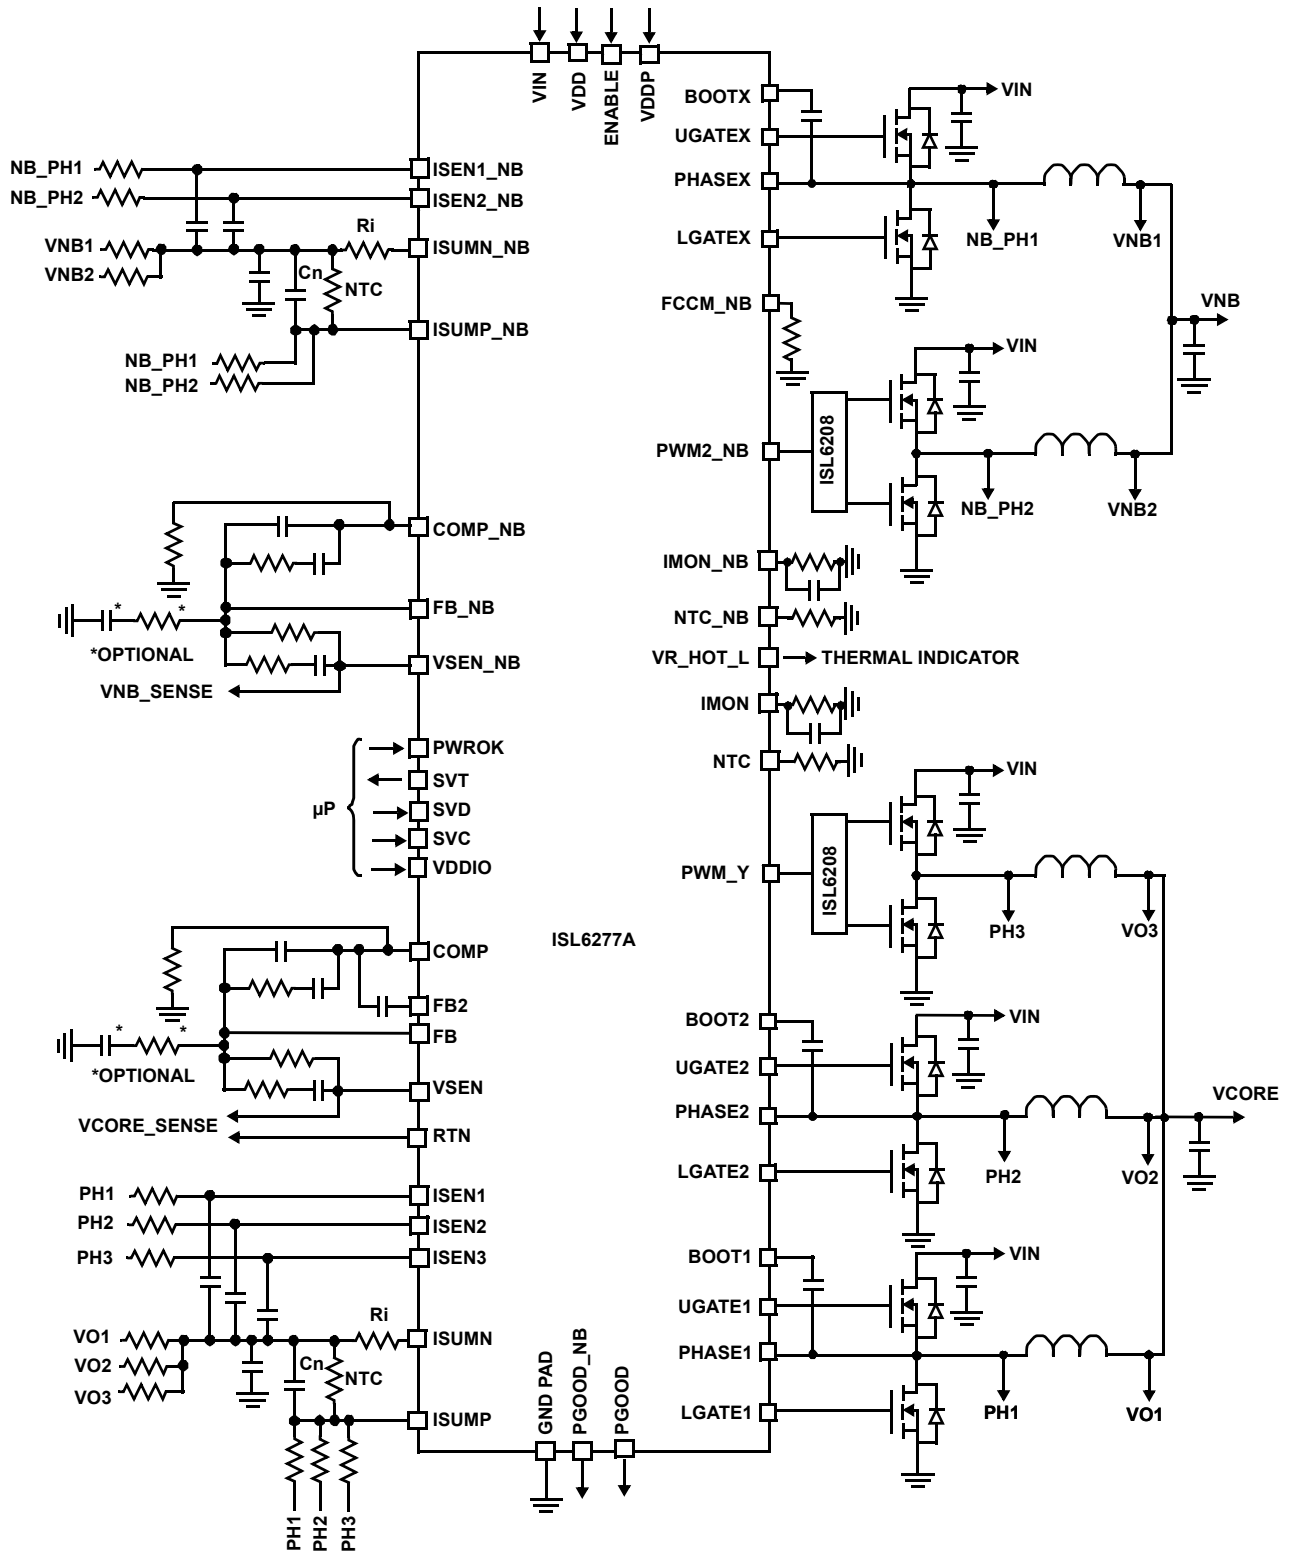 VIN
VDD
ENABLE
VDDP
BOOTX
VIN
UGATEX
NB_PH1
ISEN1_NB
PHASEX
NB_PH2
ISEN2_NB
Ri
LGATEX
NB_PH1
VNB1
VNB1
ISUMN_NB
VNB2
Cn
NTC
FCCM_NB
VNB
ISUMP_NB
VIN
NB_PH1
NB_PH2
ISL6208
PWM2_NB
NB_PH2
VNB2
COMP_NB
IMON_NB
FB_NB
NTC_NB
* *
*OPTIONAL
VSEN_NB
VR_HOT_L
THERMAL INDICATOR
VNB_SENSE
IMON
PWROK
NTC
VIN
SVT
µP
SVD
SVC
VDDIO
PWM_Y
ISL6208
PH3
VO3
ISL6277A
COMP
FB2
BOOT2
VIN
* *
FB
*OPTIONAL
UGATE2
VSEN
VCORE
VCORE_SENSE
PHASE2
RTN
LGATE2
PH2
VO2
PH1
ISEN1
PH2
ISEN2
PH3
ISEN3
BOOT1
VIN
UGATE1
Ri
VO1
ISUMN
VO2
Cn
NTC
PHASE1
VO3
ISUMP
LGATE1
PH1
VO1
GND PAD
PGOOD_NB
PGOOD
PH1
PH2
PH3